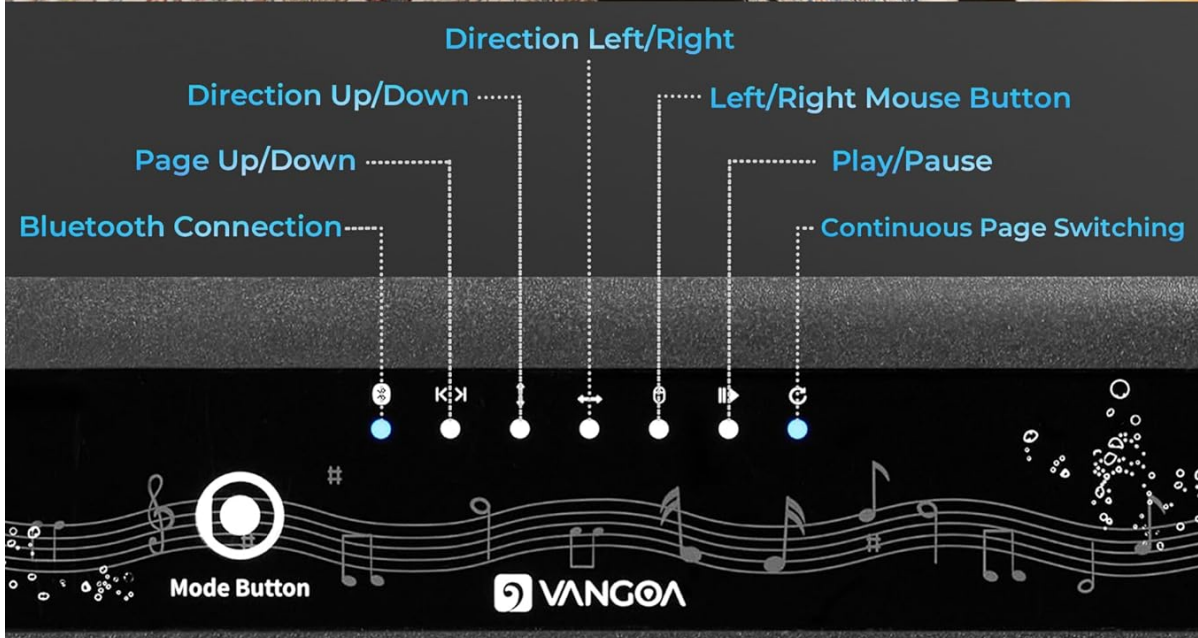 Direction Left/Right
Direction Up/Down
Left/Right Mouse Button
Page Up/Down
Play/Pause
Bluetooth Connection
Continuous Page Switching
Mode Button
VANGOA